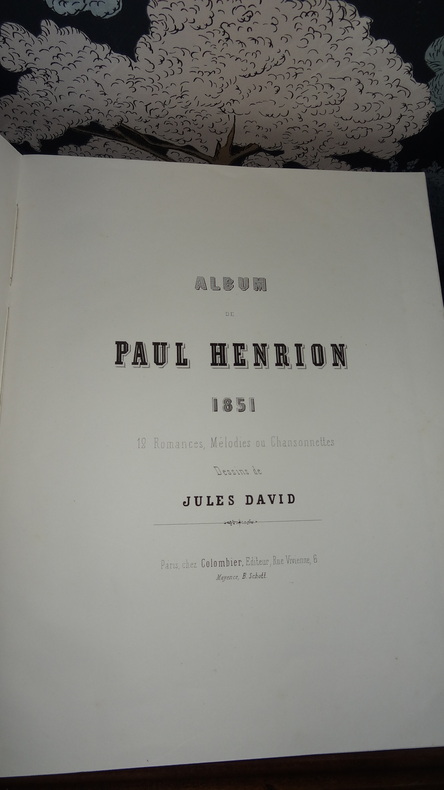 ALBUM
DE
PAUL HENRION
1851
12 Romances, Mélodies ou Chansonnettes
Dessins de
JULES DAVID
Paris, chez Colombier, Editeur, Rue Vivienne, 6
Mayence, B. Schott